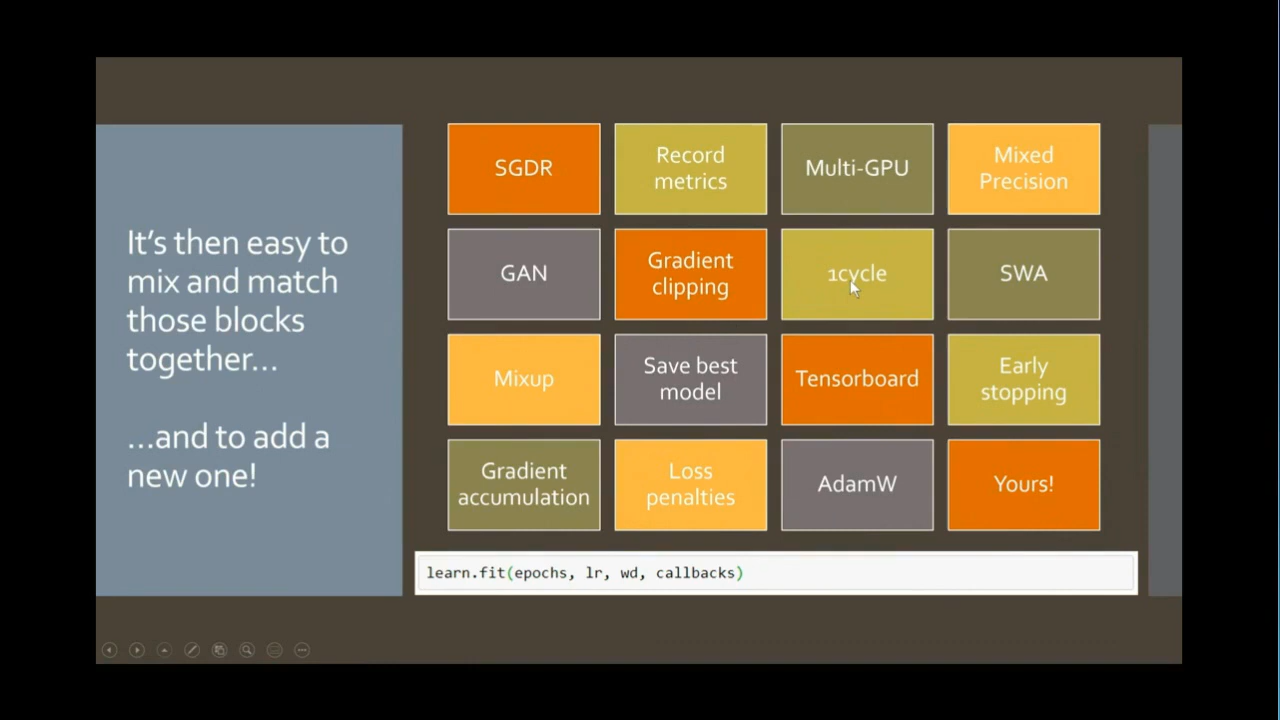 It's then easy to
mix and match
those blocks
together...
...and to add a
new one!
SGDR
Record
metrics
Multi-GPU
Mixed
Precision
GAN
Gradient
clipping
1cycle
SWA
Mixup
Save best
model
Tensorboard
Early
stopping
Gradient
accumulation
Loss
penalties
AdamW
Yours!
learn.fit(epochs, lr, wd, callbacks)